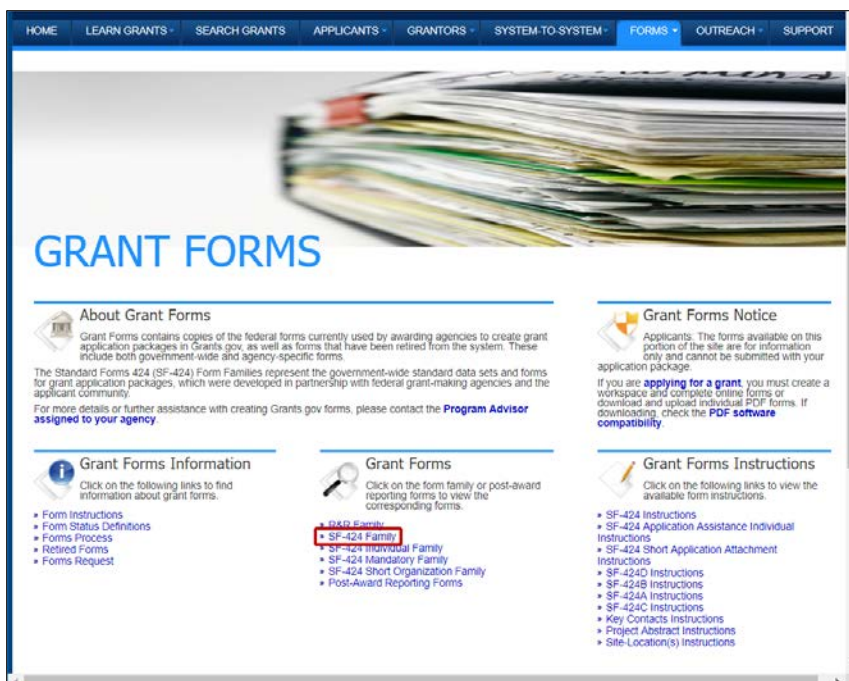 HOME LEARN GRANTS SEARCH GRANTS APPLICANTS GRANTORS SYSTEM-TO-SYSTEM FORMS OUTREACH SUPPORT
GRANT FORMS
About Grant Forms
Grant Forms contains copies of the federal forms currently used by awarding agencies to create grant
application packages in Grants.gov, as well as forms that have been retired from the system. These
include both government-wide and agency-specific forms.
The Standard Forms 424 (SF-424) Form Families represent the government-wide standard data sets and forms
for grant application packages, which were developed in partnership with federal grant-making agencies and the
applicant community.
For more details or further assistance with creating Grants.gov forms, please contact the Program Advisor
assigned to your agency.
Grant Forms Notice
Applicants: The forms available on this
portion of the site are for information
only and cannot be submitted with your
application package.
If you are applying for a grant, you must create a
workspace and complete online forms or
download and upload individual PDF forms. If
downloading, check the PDF software
compatibility.
Grant Forms Information
Click on the following links to find
information about grant forms.
» Form Instructions
» Form Status Definitions
» Forms Process
» Retired Forms
» Forms Request
Grant Forms
Click on the form family or post-award
reporting forms to view the
corresponding forms.
» R&R Family
» SF-424 Family
» SF-424 Individual Family
» SF-424 Mandatory Family
» SF-424 Short Organization Family
» Post-Award Reporting Forms
Grant Forms Instructions
Click on the following links to view the
available form instructions.
» SF-424 Instructions
» SF-424 Application Assistance Individual
Instructions
» SF-424 Short Application Attachment
Instructions
» SF-424D Instructions
» SF-424B Instructions
» SF-424A Instructions
» SF-424C Instructions
» Key Contacts Instructions
» Project Abstract Instructions
» Site-Location(s) Instructions